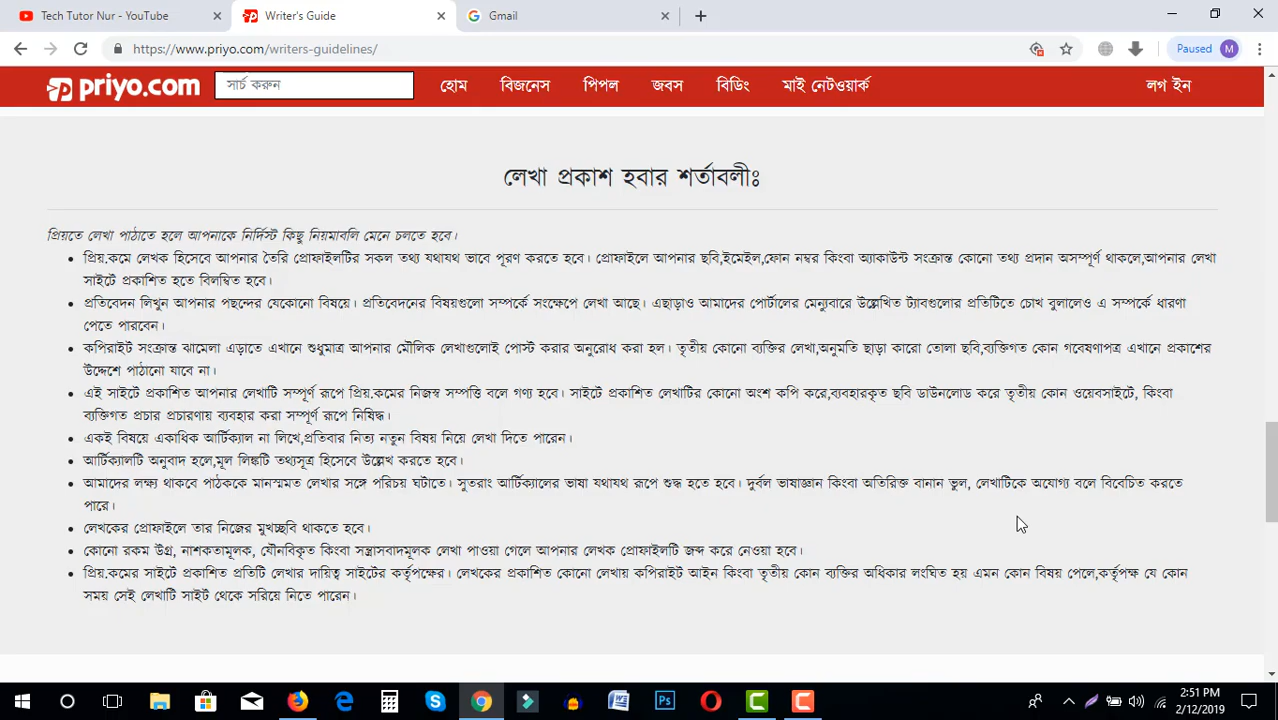 Tech Tutor Nur - YouTube
Writer's Guide
Gmail
https://www.priyo.com/writers-guidelines/
Paused
M
priyo.com
সার্চ করুন
হোম
বিজনেস
পিপল
জবস
বিডিং
মাই নেটওয়ার্ক
লগ ইন
লেখা প্রকাশ হবার শর্তাবলীঃ
প্রিয়তে লেখা পাঠাতে হলে আপনাকে নির্দিস্ট কিছু নিয়মাবলি মেনে চলতে হবে।
প্রিয়.কমে লেখক হিসেবে আপনার তৈরি প্রোফাইলটির সকল তথ্য যথাযথ ভাবে পূরণ করতে হবে। প্রোফাইলে আপনার ছবি,ইমেইল,ফোন নম্বর কিংবা অ্যাকাউন্ট সংক্রান্ত কোনো তথ্য প্রদান অসম্পূর্ণ থাকলে,আপনার লেখা
সাইটে প্রকাশিত হতে বিলম্বিত হবে।
প্রতিবেদন লিখুন আপনার পছন্দের যেকোনো বিষয়ে। প্রতিবেদনের বিষয়গুলো সম্পর্কে সংক্ষেপে লেখা আছে। এছাড়াও আমাদের পোর্টালের মেন্যুবারে উল্লেখিত ট্যাবগুলোর প্রতিটিতে চোখ বুলালেও এ সম্পর্কে ধারণা
পেতে পারবেন।
কপিরাইট সংক্রান্ত ঝামেলা এড়াতে এখানে শুধুমাত্র আপনার মৌলিক লেখাগুলোই পোস্ট করার অনুরোধ করা হল। তৃতীয় কোনো ব্যক্তির লেখা,অনুমতি ছাড়া কারো তোলা ছবি,ব্যক্তিগত কোন গবেষণাপত্র এখানে প্রকাশের
উদ্দেশে পাঠানো যাবে না।
এই সাইটে প্রকাশিত আপনার লেখাটি সম্পূর্ণ রূপে প্রিয়.কমের নিজস্ব সম্পত্তি বলে গণ্য হবে। সাইটে প্রকাশিত লেখাটির কোনো অংশ কপি করে,ব্যবহারকৃত ছবি ডাউনলোড করে তৃতীয় কোন ওয়েবসাইটে, কিংবা
ব্যক্তিগত প্রচার প্রচারণায় ব্যবহার করা সম্পূর্ণ রূপে নিষিদ্ধ।
একই বিষয়ে একাধিক আর্টিক্যাল না লিখে,প্রতিবার নিত্য নতুন বিষয় নিয়ে লেখা দিতে পারেন।
আর্টিক্যালটি অনুবাদ হলে,মূল লিঙ্কটি তথ্যসূত্র হিসেবে উল্লেখ করতে হবে।
আমাদের লক্ষ্য থাকবে পাঠককে মানস্মমত লেখার সঙ্গে পরিচয় ঘটাতে। সুতরাং আর্টিক্যালের ভাষা যথাযথ রূপে শুদ্ধ হতে হবে। দুর্বল ভাষাজ্ঞান কিংবা অতিরিক্ত বানান ভুল, লেখাটিকে অযোগ্য বলে বিবেচিত করতে
পারে।
লেখকের প্রোফাইলে তার নিজের মুখচ্ছবি থাকতে হবে।
কোনো রকম উগ্র, নাশকতামূলক, যৌনবিকৃত কিংবা সন্ত্রাসবাদমূলক লেখা পাওয়া গেলে আপনার লেখক প্রোফাইলটি জব্দ করে নেওয়া হবে।
প্রিয়.কমের সাইটে প্রকাশিত প্রতিটি লেখার দায়িত্ব সাইটের কর্তৃপক্ষের। লেখকের প্রকাশিত কোনো লেখায় কপিরাইট আইন কিংবা তৃতীয় কোন ব্যক্তির অধিকার লংঘিত হয় এমন কোন বিষয় পেলে,কর্তৃপক্ষ যে কোন
সময় সেই লেখাটি সাইট থেকে সরিয়ে নিতে পারেন।
2:51 PM
2/12/2019